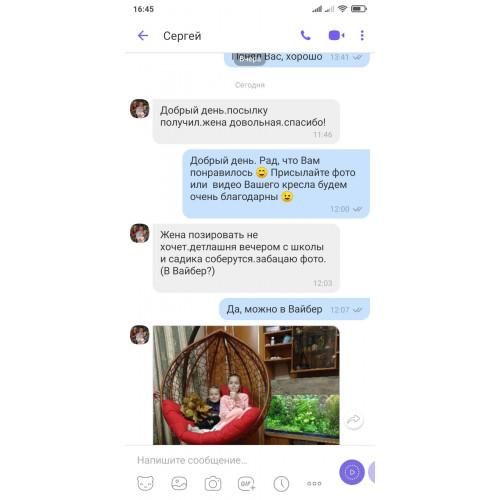 16:45
Сергей
Понял Вас, хорошо 13:41
Вчера
Сегодня
Добрый день.посылку
получил.жена довольная.спасибо!
11:46
Добрый день. Рад, что Вам
понравилось 😄 Присылайте фото
или видео Вашего кресла будем
очень благодарны 😉
12:00
Жена позировать не
хочет.детлашня вечером с школы
и садика соберутся.забацаю фото.
(В Вайбер?)
12:03
Да, можно в Вайбер 12:07
Напишите сообщение...
GIF